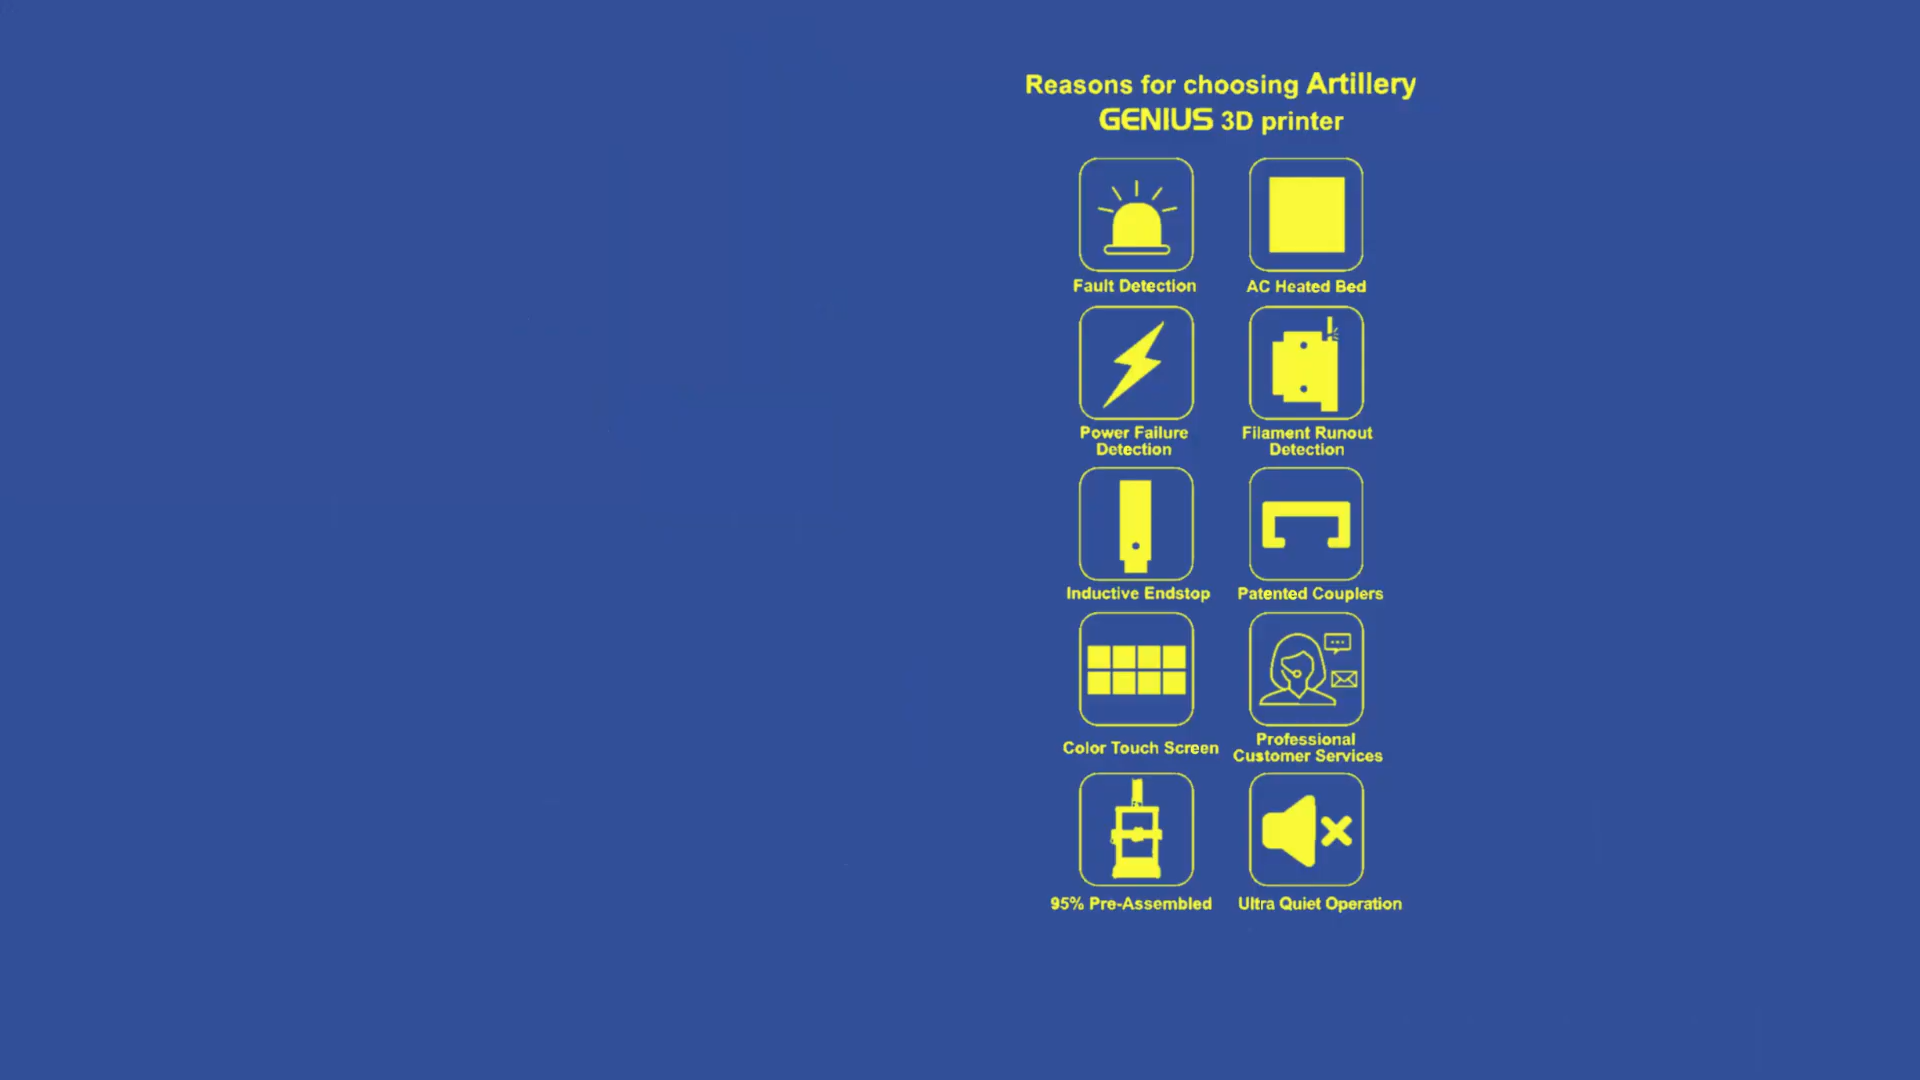 Reasons for choosing Artillery
GENIUS 3D printer
Fault Detection
AC Heated Bed
Power Failure
Detection
Filament Runout
Detection
Inductive Endstop
Patented Couplers
Color Touch Screen
Professional
Customer Services
95% Pre-Assembled
Ultra Quiet Operation